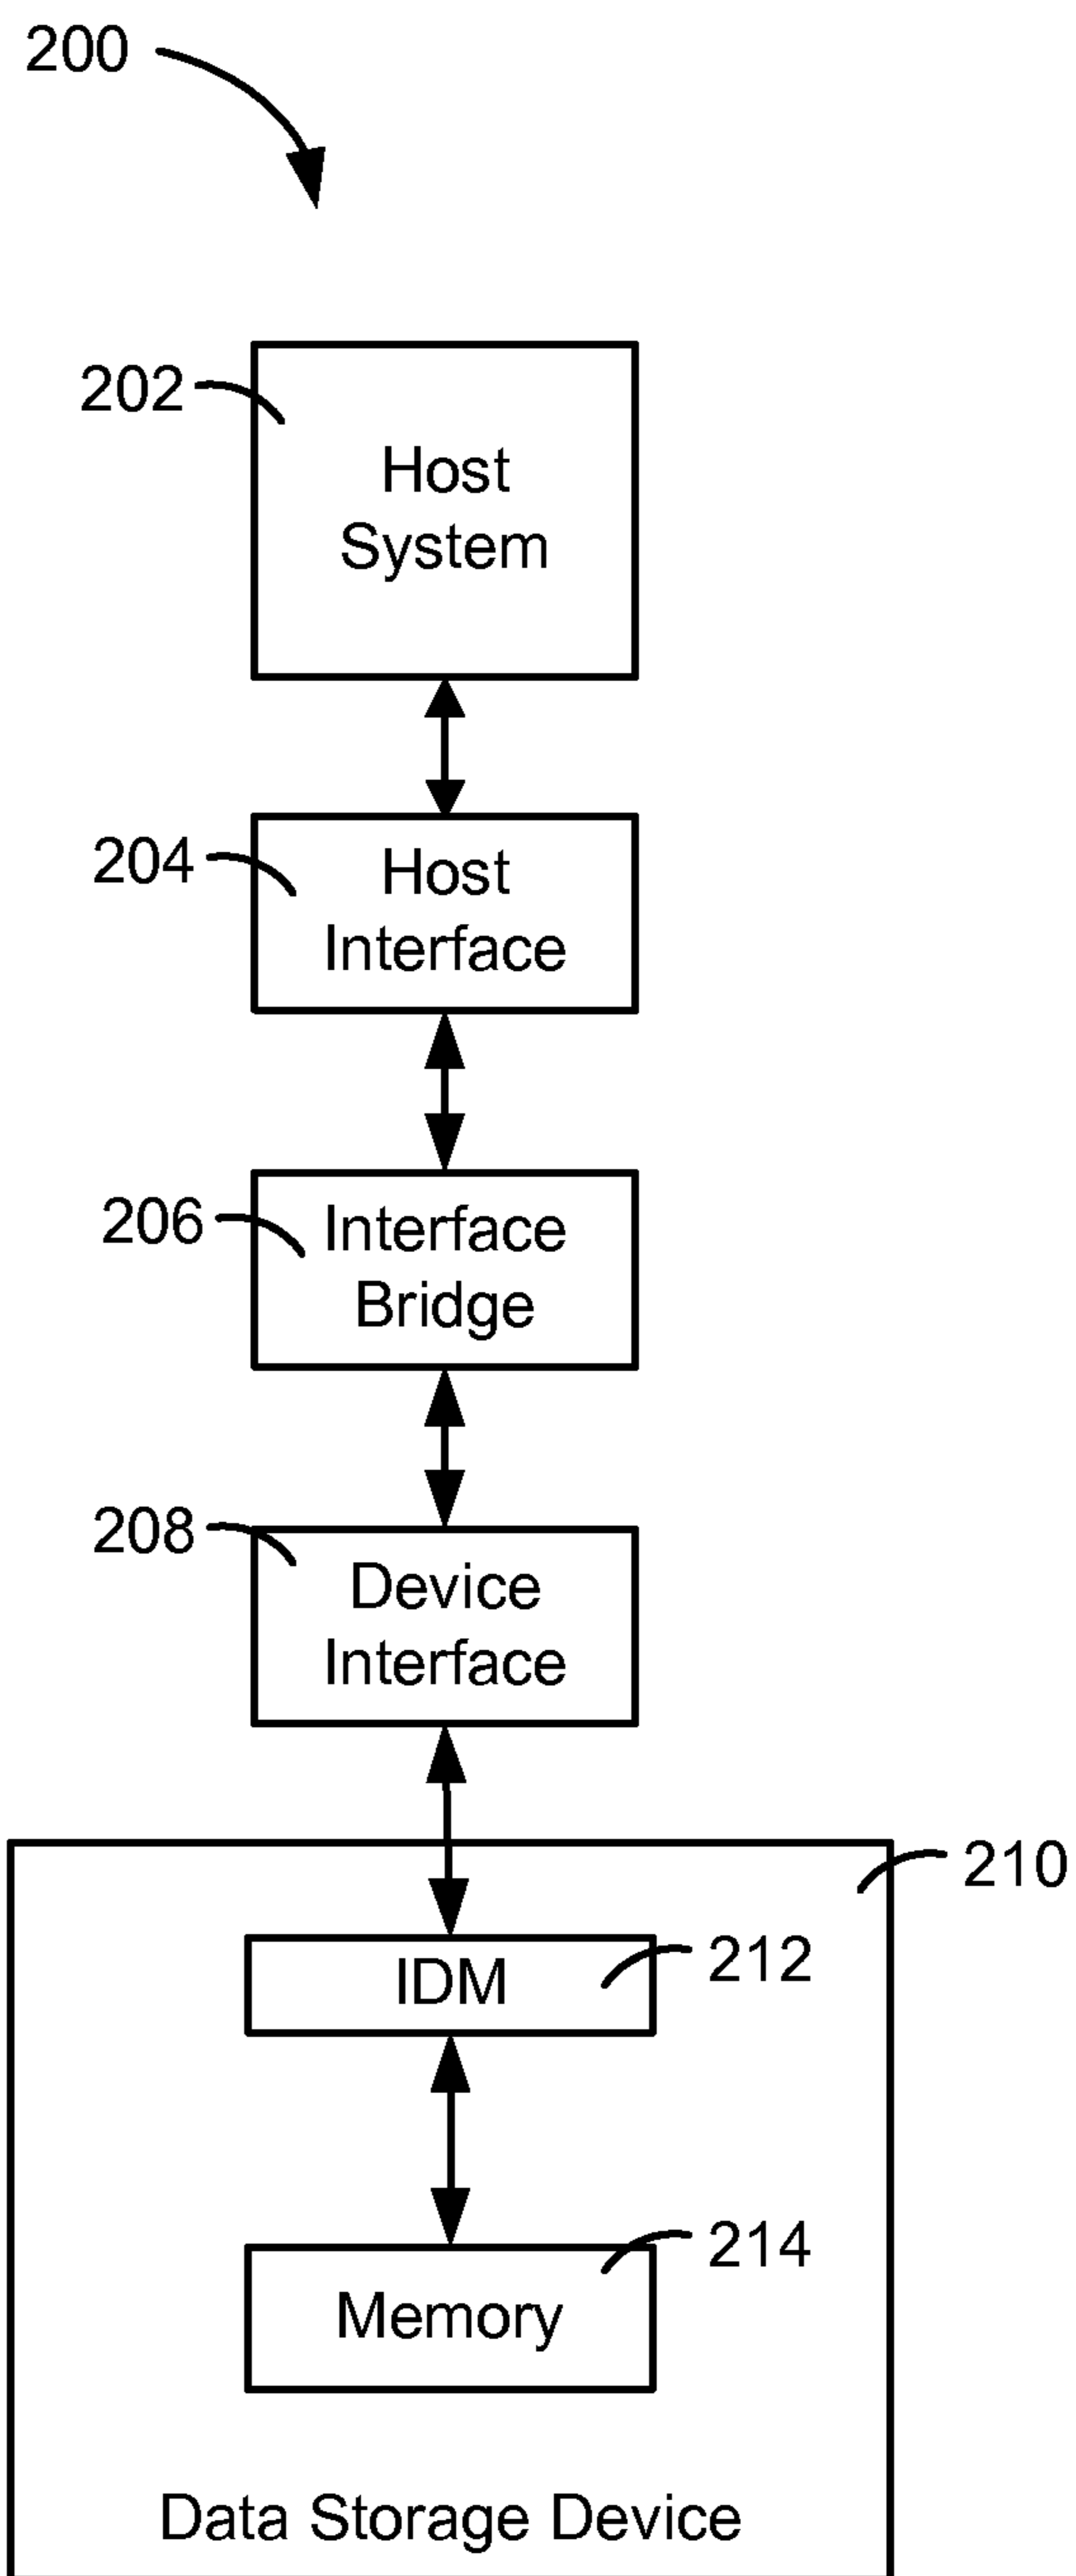 200
202
Host
System
204
Host
Interface
206
Interface
Bridge
208
Device
Interface
210
IDM
212
214
Memory
Data Storage Device